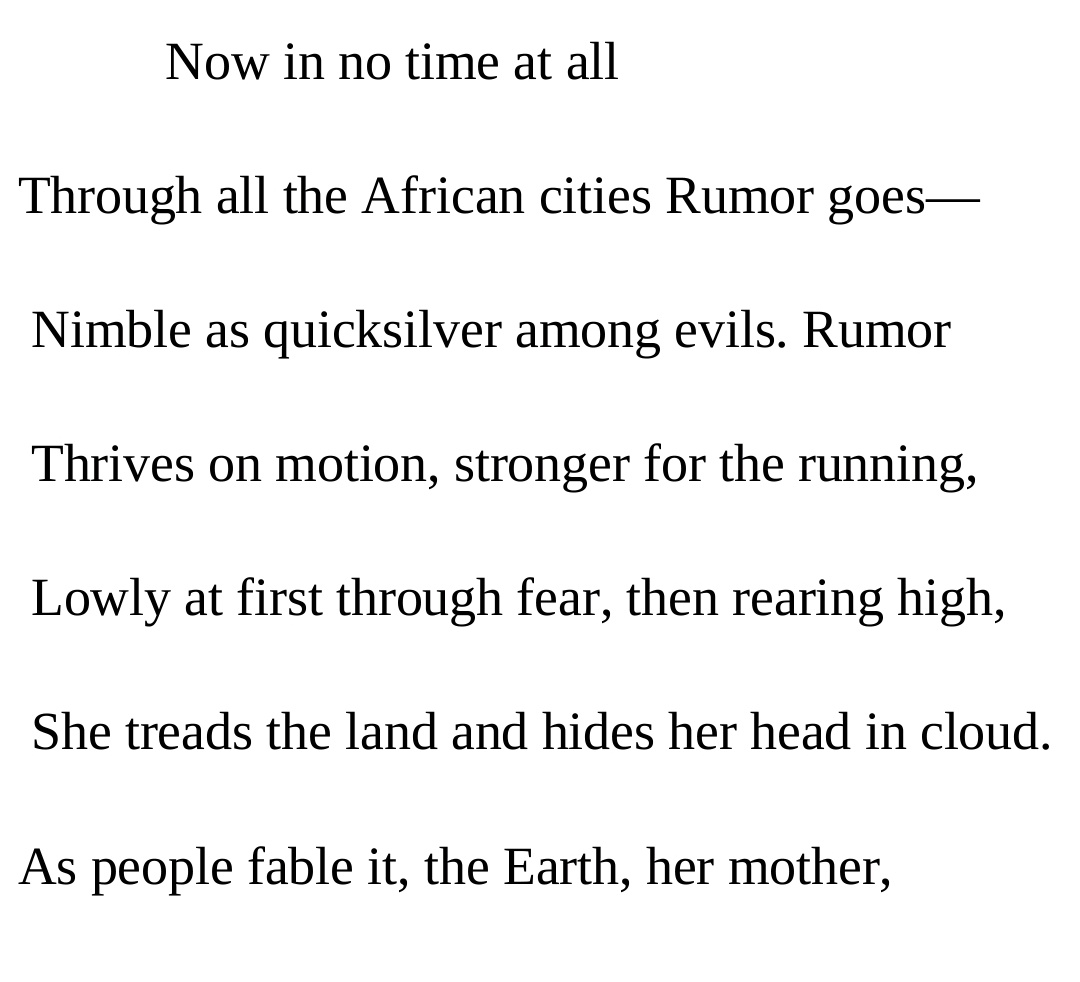 Now in no time at all
Through all the African cities Rumor goes—
Nimble as quicksilver among evils. Rumor
Thrives on motion, stronger for the running,
Lowly at first through fear, then rearing high,
She treads the land and hides her head in cloud.
As people fable it, the Earth, her mother,